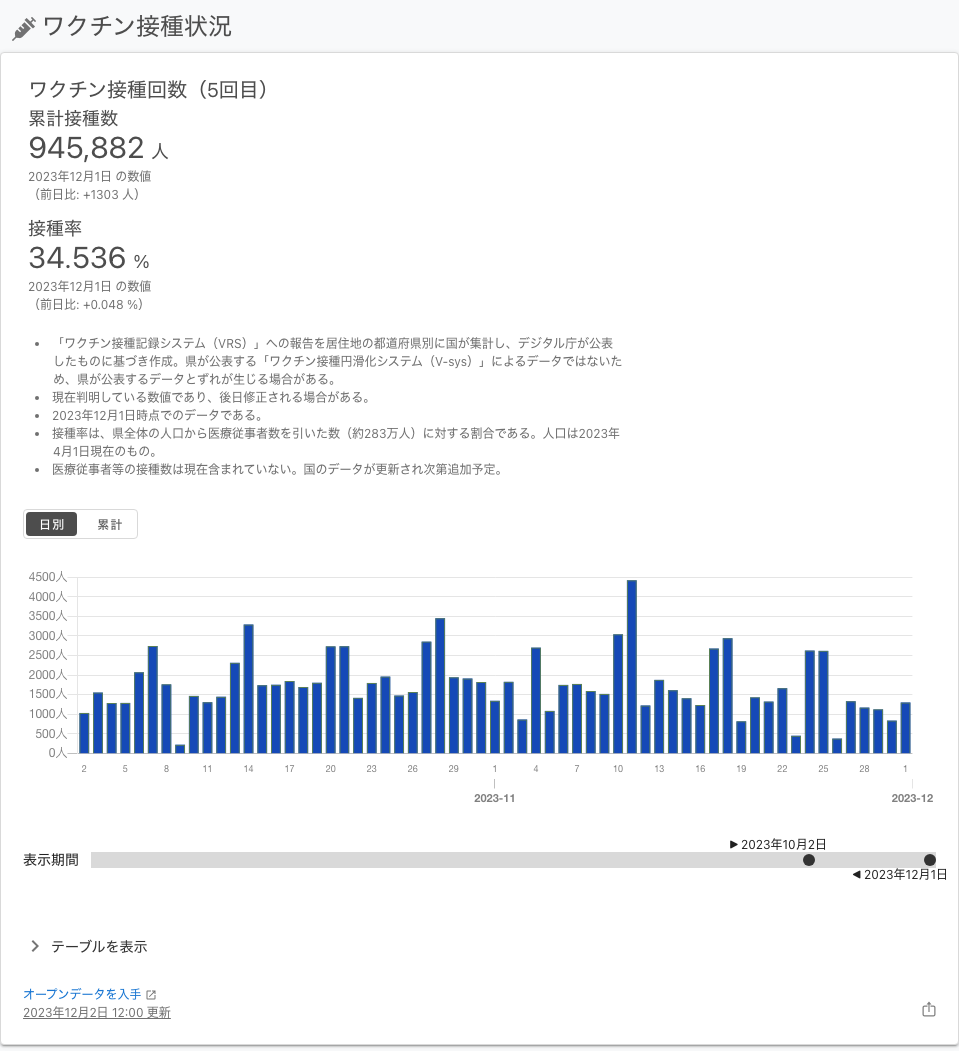 ワクチン接種状況
ワクチン接種回数（5回目）
累計接種数
945,882 人
2023年12月1日 の数値
（前日比: +1303 人）
接種率
34.536 %
2023年12月1日 の数値
（前日比: +0.048 %）
• 「ワクチン接種記録システム（VRS）」への報告を居住地の都道府県別に国が集計し、デジタル庁が公表
したものに基づき作成。県が公表する「ワクチン接種円滑化システム（V-sys）」によるデータではないた
め、県が公表するデータとずれが生じる場合がある。
• 現在判明している数値であり、後日修正される場合がある。
• 2023年12月1日時点でのデータである。
• 接種率は、県全体の人口から医療従事者数を引いた数（約283万人）に対する割合である。人口は2023年
4月1日現在のもの。
• 医療従事者等の接種数は現在含まれていない。国のデータが更新され次第追加予定。
日別 累計
4500人
4000人
3500人
3000人
2500人
2000人
1500人
1000人
500人
0人
2 5 8 11 14 17 20 23 26 29 1 4 7 10 13 16 19 22 25 28 1
2023-11 2023-12
▶ 2023年10月2日
表示期間
◀ 2023年12月1日
テーブルを表示
オープンデータを入手
2023年12月2日 12:00 更新